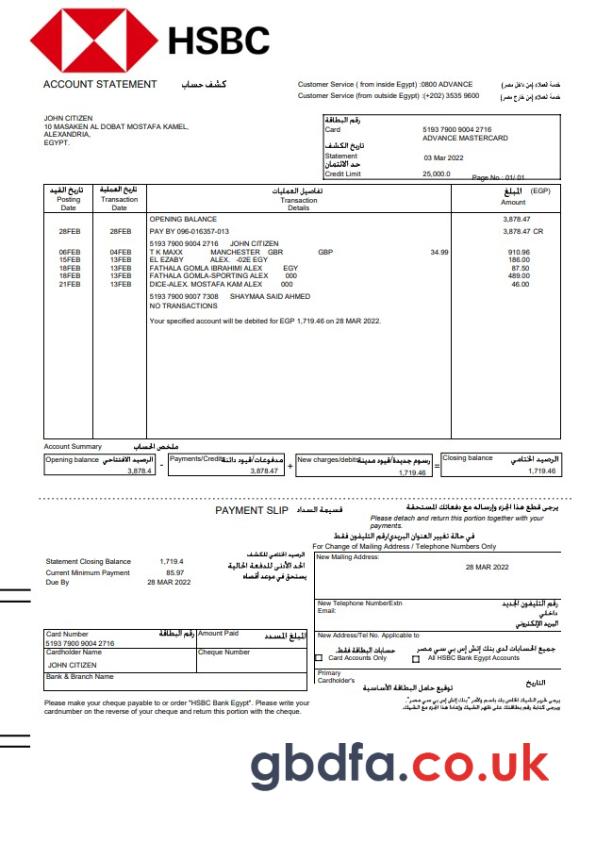 HSBC
ACCOUNT STATEMENT كشف حساب
Customer Service ( from inside Egypt) :0800 ADVANCE خدمة العملاء (من داخل مصر)
Customer Service (from outside Egypt) :(+202) 3535 9600 خدمة العملاء (من خارج مصر)
JOHN CITIZEN
10 MASAKEN AL DOBAT MOSTAFA KAMEL,
ALEXANDRIA,
EGYPT.
رقم البطاقة
Card 5193 7900 9004 2716
ADVANCE MASTERCARD
تاريخ الكشف
Statement 03 Mar 2022
حد الائتمان
Credit Limit 25,000.0
Page No : 01/ 01
تاريخ القيد تاريخ العملية تفاصيل العمليات المبلغ (EGP)
Posting Date Transaction Date Transaction Details Amount
OPENING BALANCE 3,878.47
28FEB 28FEB PAY BY 096-016357-013 3,878.47 CR
5193 7900 9004 2716 JOHN CITIZEN
06FEB 04FEB T K MAXX MANCHESTER GBR GBP 34.99 910.96
15FEB 13FEB EL EZABY ALEX. -02E EGY 186.00
18FEB 13FEB FATHALA GOMLA IBRAHIMI ALEX EGY 87.50
18FEB 13FEB FATHALA GOMLA-SPORTING ALEX 000 489.00
21FEB 13FEB DICE-ALEX. MOSTAFA KAM ALEX 000 46.00
5193 7900 9007 7308 SHAYMAA SAID AHMED
NO TRANSACTIONS
Your specified account will be debited for EGP 1,719.46 on 28 MAR 2022.
Account Summary ملخص الحساب
Opening balance الرصيد الافتتاحي Payments/Credits مدفوعات/قيود دائنة New charges/debits رسوم جديدة/قيود مدينة Closing balance الرصيد الختامي
3,878.4 - 3,878.47 + 1,719.46 = 1,719.46
PAYMENT SLIP قسيمة السداد يرجى قطع هذا الجزء وإرساله مع دفعاتك المستحقة
Please detach and return this portion together with your
payments.
في حالة تغيير العنوان البريدي/رقم التليفون فقط
For Change of Mailing Address / Telephone Numbers Only
New Mailing Address:
28 MAR 2022
Statement Closing Balance 1,719.4 الرصيد الختامي للكشف
Current Minimum Payment 85.97 الحد الأدنى للدفعة الحالية
Due By 28 MAR 2022 يستحق في موعد أقصاه
New Telephone Number Extn رقم التليفون الجديد
داخلي
Email: البريد الإلكتروني
New Address/Tel No. Applicable to
حسابات البطاقة فقط. جميع الحسابات لدى بنك إتش إس بي سي مصر
Card Accounts Only All HSBC Bank Egypt Accounts
Primary
Cardholder's توقيع حامل البطاقة الأساسية التاريخ
Card Number رقم البطاقة Amount Paid المبلغ المسدد
5193 7900 9004 2716
Cardholder Name Cheque Number
JOHN CITIZEN
Bank & Branch Name
Please make your cheque payable to or order "HSBC Bank Egypt". Please write your
cardnumber on the reverse of your cheque and return this portion with the cheque.
gbdfa.co.uk